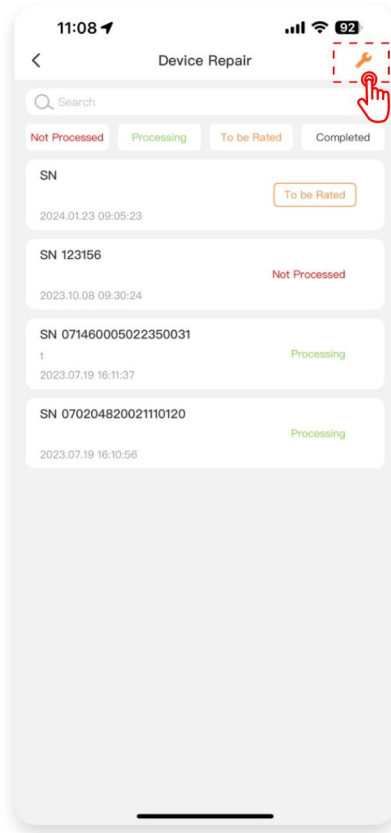 11:08
92
Device Repair
Search
Not Processed Processing To be Rated Completed
SN
To be Rated
2024.01.23 09:05:23
SN 123156
Not Processed
2023.10.08 09:30:24
SN 071460005022350031
t
Processing
2023.07.19 16:11:37
SN 070204820021110120
Processing
2023.07.19 16:10:56